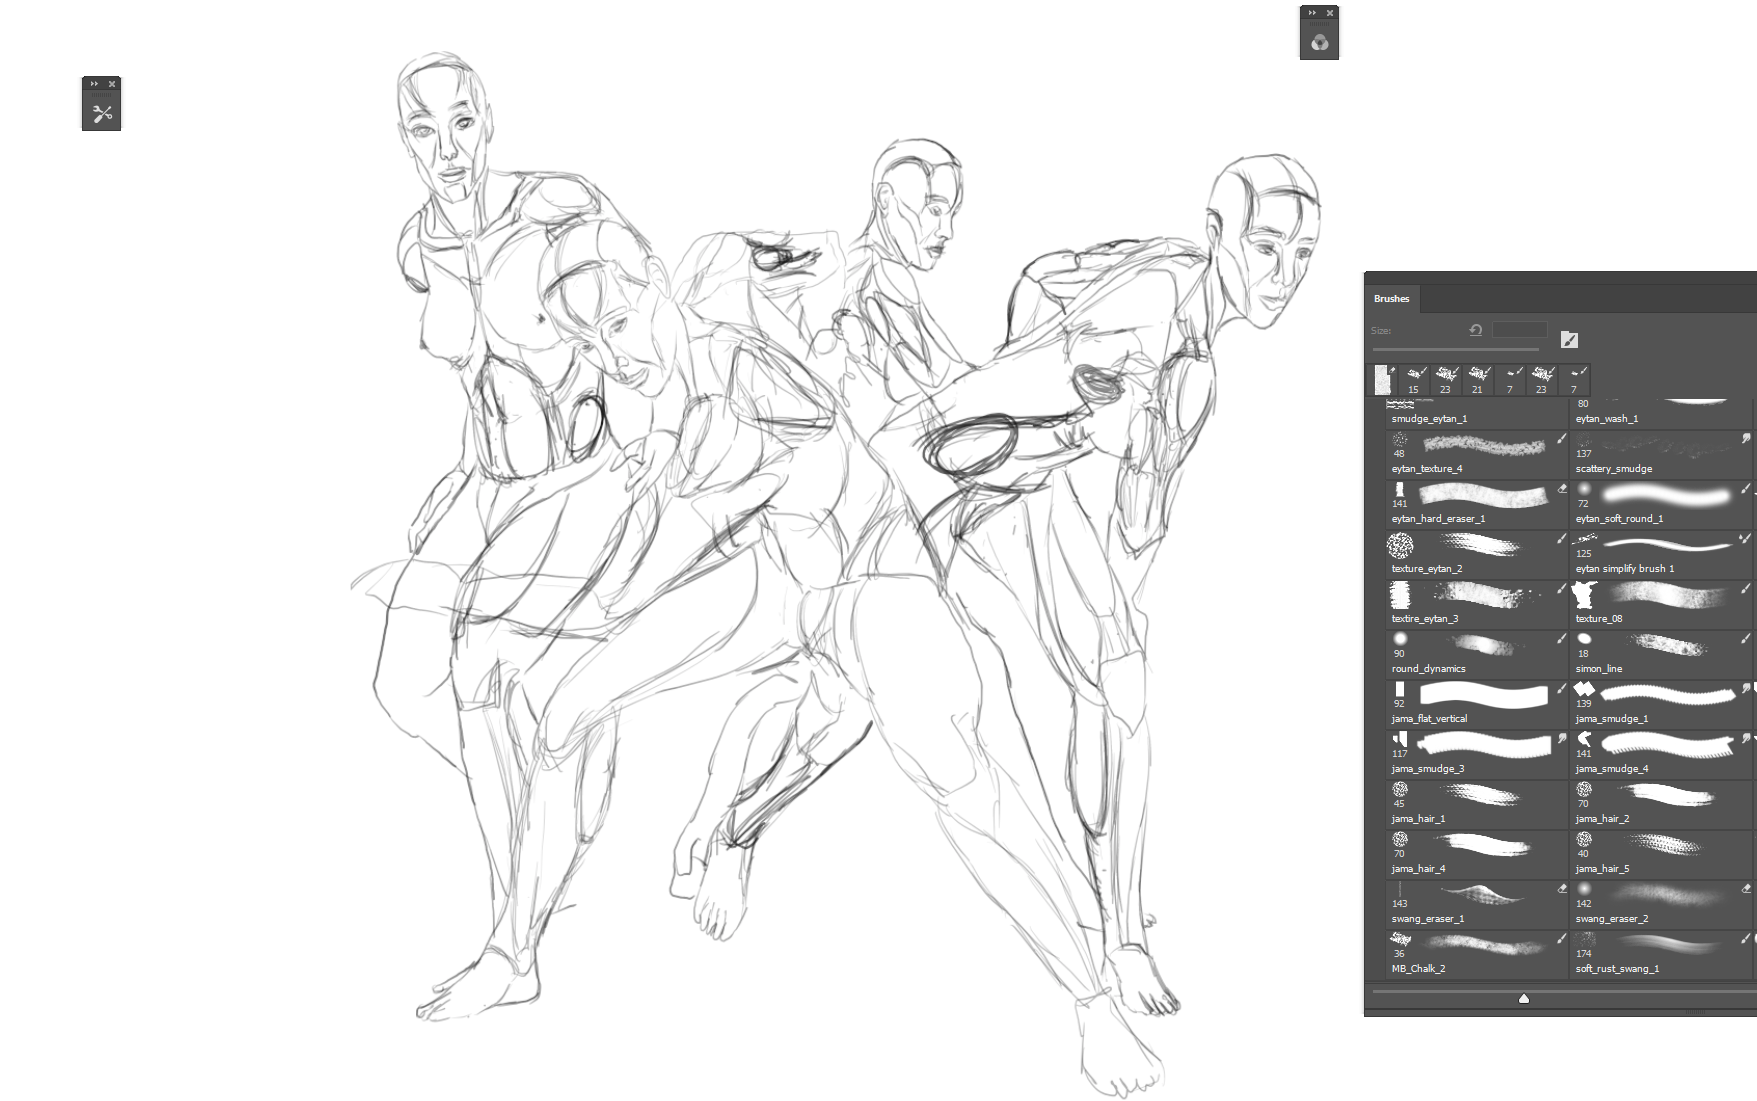 Brushes
Size:
15 23 21 7 23 7
80
smudge_eytan_1 eytan_wash_1
48 137
eytan_texture_4 scattery_smudge
141 72
eytan_hard_eraser_1 eytan_soft_round_1
125
texture_eytan_2 eytan simplify brush 1
textire_eytan_3 texture_08
90 18
round_dynamics simon_line
92 139
jama_flat_vertical jama_smudge_1
117 141
jama_smudge_3 jama_smudge_4
45 70
jama_hair_1 jama_hair_2
70 40
jama_hair_4 jama_hair_5
143 142
swang_eraser_1 swang_eraser_2
36 174
MB_Chalk_2 soft_rust_swang_1